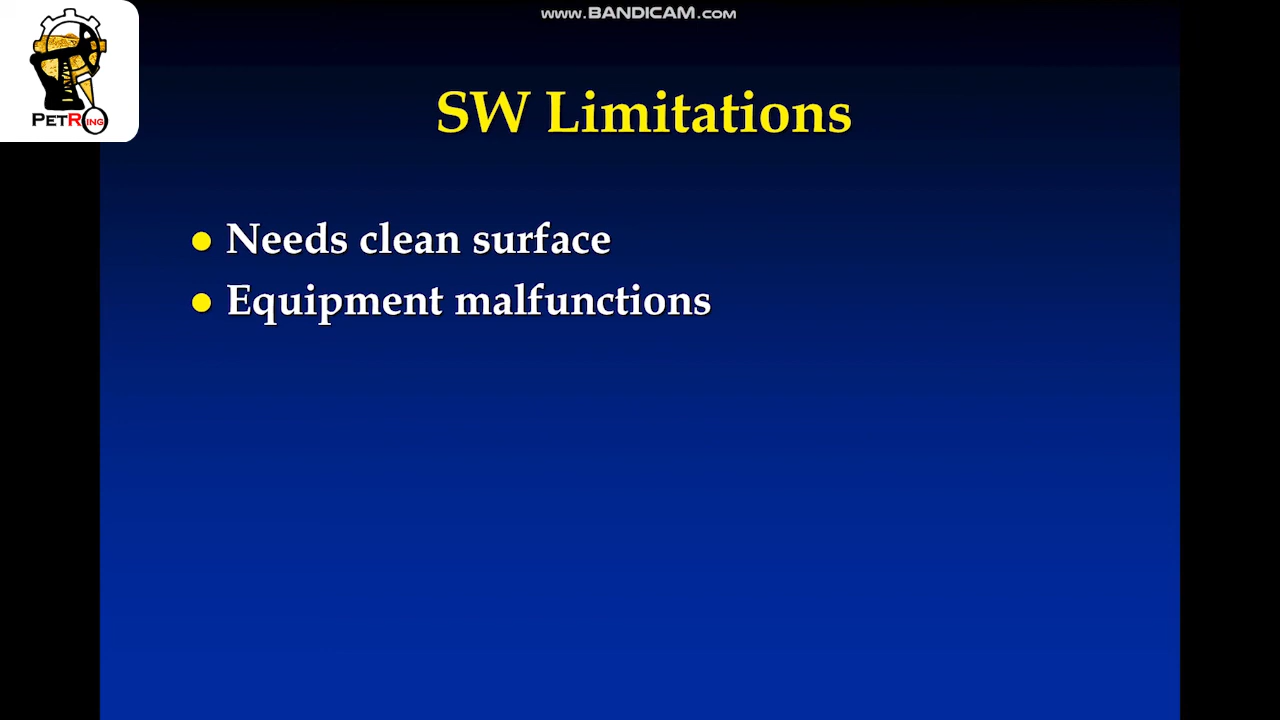 www.BANDICAM.com
PETRING
SW Limitations
Needs clean surface
Equipment malfunctions